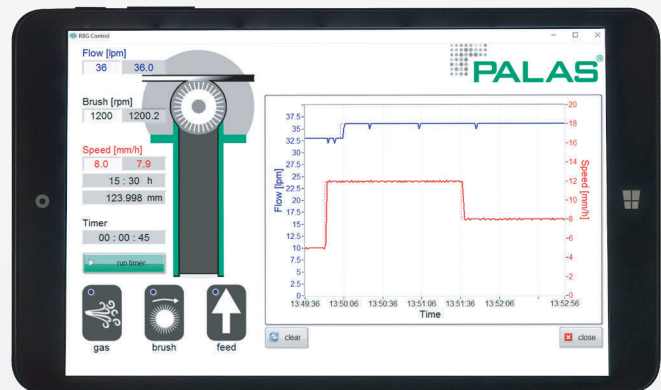 RBG Control
Flow [lpm]
36 36.0
Brush [rpm]
1200 1200.2
Speed [mm/h]
8.0 7.9
15 : 30 h
123.998 mm
Timer
00 : 00 : 45
run timer
gas brush feed
PALAS®
37.5
35
32.5
30
27.5
25
22.5
20
17.5
15
12.5
10
7.5
5
2.5
0
Flow [lpm]
20
18
16
14
12
10
8
6
4
2
0
Speed [mm/h]
13:49:36 13:50:06 13:50:36 13:51:06 13:51:36 13:52:06 13:52:56
Time
clear
close